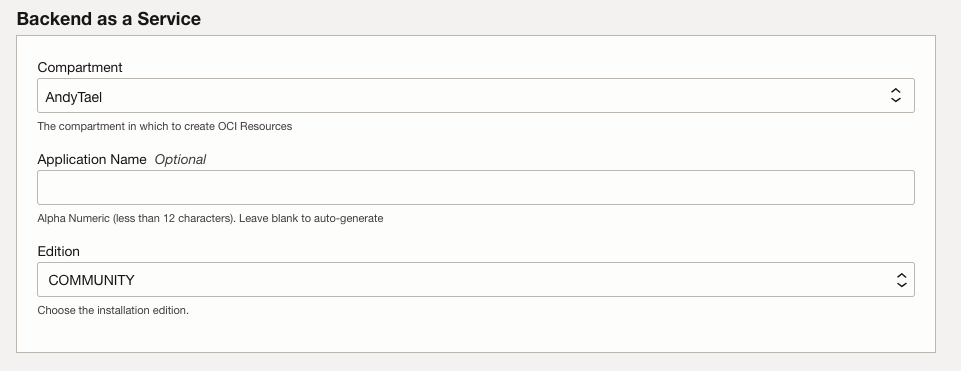 Backend as a Service
Compartment
AndyTael
The compartment in which to create OCI Resources
Application Name Optional
Alpha Numeric (less than 12 characters). Leave blank to auto-generate
Edition
COMMUNITY
Choose the installation edition.